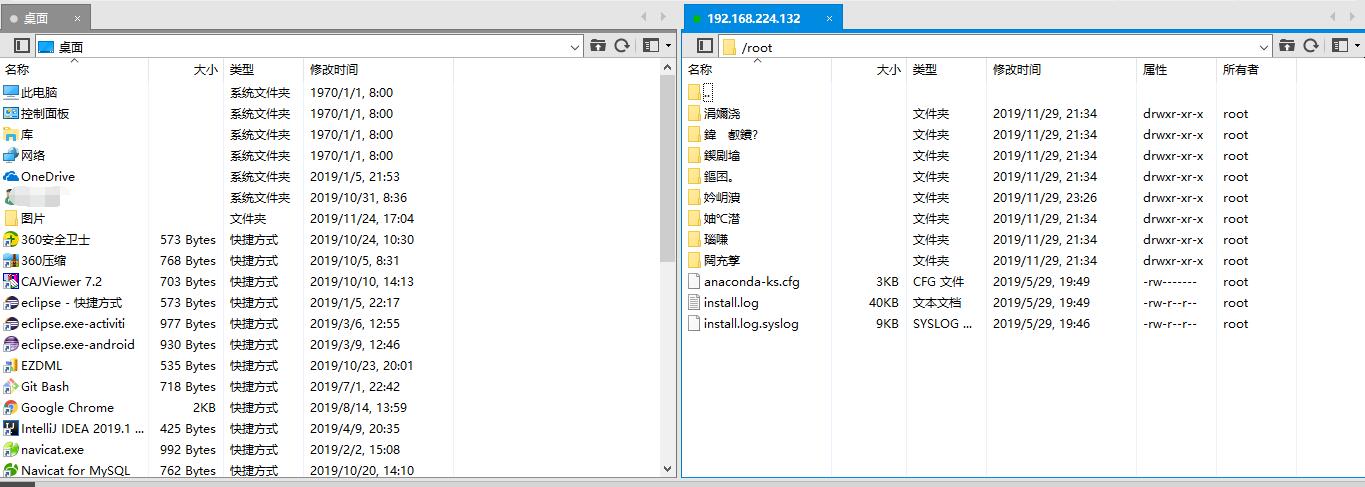 桌面 ×
桌面
名称 大小 类型 修改时间
此电脑 系统文件夹 1970/1/1, 8:00
控制面板 系统文件夹 1970/1/1, 8:00
库 系统文件夹 1970/1/1, 8:00
网络 系统文件夹 1970/1/1, 8:00
OneDrive 系统文件夹 2019/1/5, 21:53
系统文件夹 2019/10/31, 8:36
图片 文件夹 2019/11/24, 17:04
360安全卫士 573 Bytes 快捷方式 2019/10/24, 10:30
360压缩 768 Bytes 快捷方式 2019/10/5, 8:31
CAJViewer 7.2 703 Bytes 快捷方式 2019/10/10, 14:13
eclipse - 快捷方式 573 Bytes 快捷方式 2019/1/5, 22:17
eclipse.exe-activiti 977 Bytes 快捷方式 2019/3/6, 12:55
eclipse.exe-android 930 Bytes 快捷方式 2019/3/9, 12:46
EZDML 535 Bytes 快捷方式 2019/10/23, 20:01
Git Bash 718 Bytes 快捷方式 2019/7/1, 22:42
Google Chrome 2KB 快捷方式 2019/8/14, 13:59
IntelliJ IDEA 2019.1 ... 425 Bytes 快捷方式 2019/4/9, 20:35
navicat.exe 992 Bytes 快捷方式 2019/2/2, 15:08
Navicat for MySQL 762 Bytes 快捷方式 2019/10/20, 14:10
192.168.224.132 ×
/root
名称 大小 类型 修改时间 属性 所有者
..
涓嬭浇 文件夹 2019/11/29, 21:34 drwxr-xr-x root
鍏 叡鐨? 文件夹 2019/11/29, 21:34 drwxr-xr-x root
鍥剧墖 文件夹 2019/11/29, 21:34 drwxr-xr-x root
文件夹 2019/11/29, 21:34 drwxr-xr-x root
妗岄潰 文件夹 2019/11/29, 23:26 drwxr-xr-x root
妯℃澘 文件夹 2019/11/29, 21:34 drwxr-xr-x root
文件夹 2019/11/29, 21:34 drwxr-xr-x root
文件夹 2019/11/29, 21:34 drwxr-xr-x root
anaconda-ks.cfg 3KB CFG 文件 2019/5/29, 19:49 -rw------- root
install.log 40KB 文本文档 2019/5/29, 19:49 -rw-r--r-- root
install.log.syslog 9KB SYSLOG ... 2019/5/29, 19:46 -rw-r--r-- root